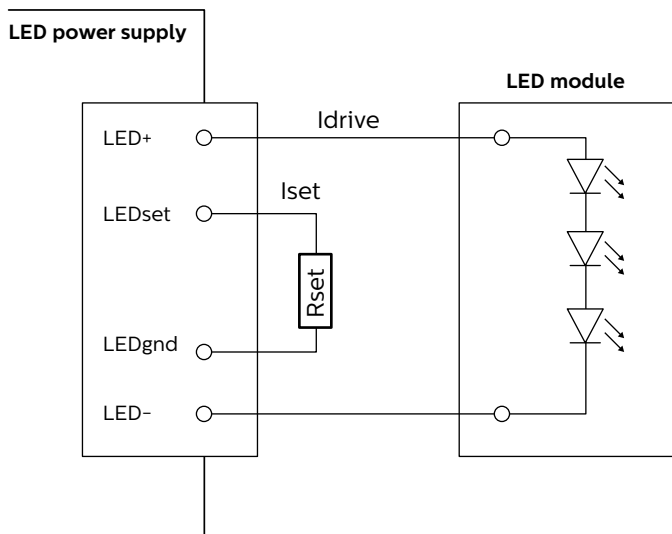 LED power supply
LED module
LED+
Idrive
Iset
LEDset
Rset
LEDgnd
LED-